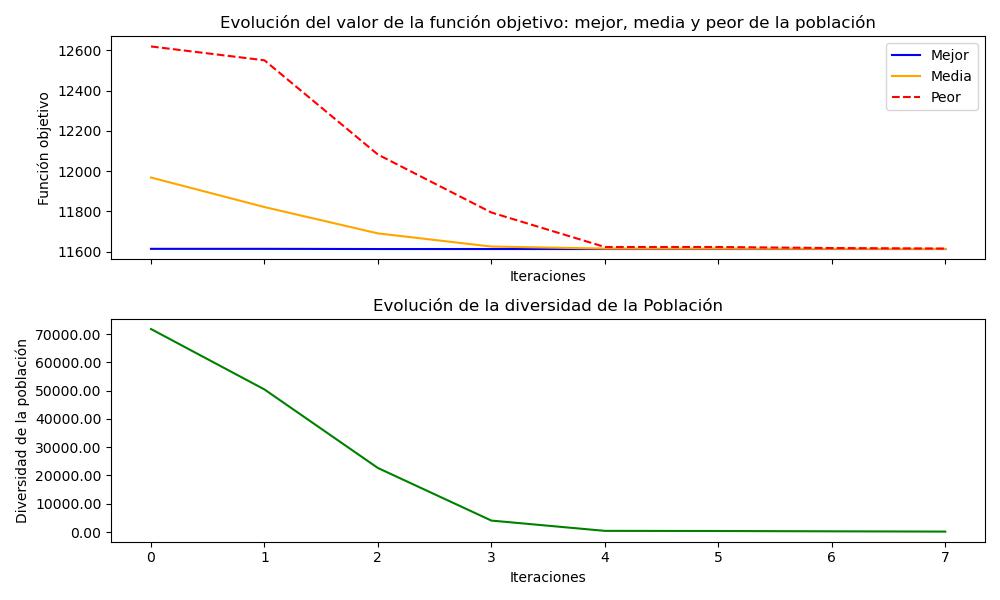 Evolución del valor de la función objetivo: mejor, media y peor de la población
Función objetivo
12600
12400
12200
12000
11800
11600
Mejor
Media
Peor
Iteraciones
Evolución de la diversidad de la Población
Diversidad de la población
70000.00
60000.00
50000.00
40000.00
30000.00
20000.00
10000.00
0.00
0 1 2 3 4 5 6 7
Iteraciones